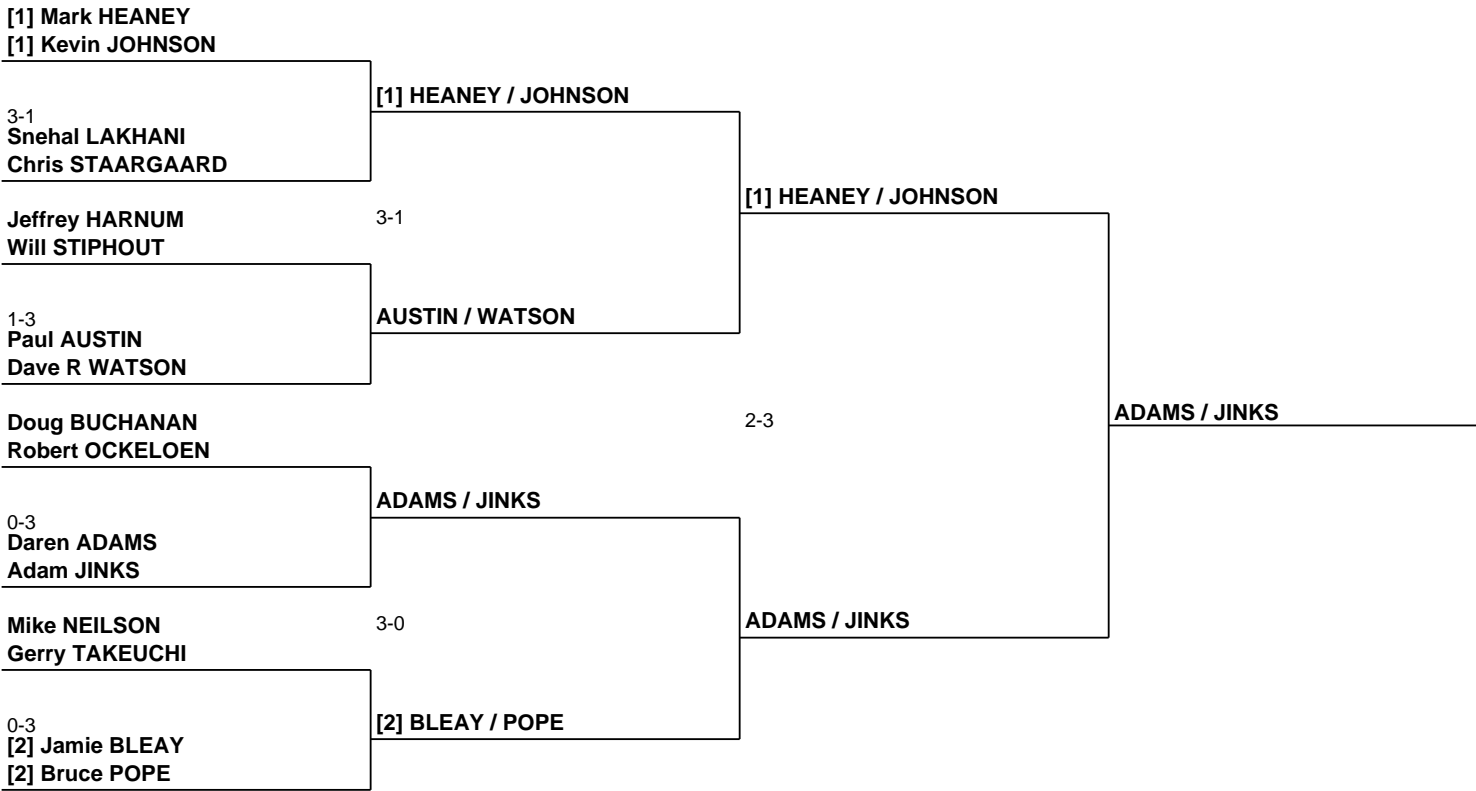 [1] Mark HEANEY
[1] Kevin JOHNSON
[1] HEANEY / JOHNSON
3-1
Snehal LAKHANI
Chris STAARGAARD
[1] HEANEY / JOHNSON
Jeffrey HARNUM
3-1
Will STIPHOUT
AUSTIN / WATSON
1-3
Paul AUSTIN
Dave R WATSON
ADAMS / JINKS
Doug BUCHANAN
2-3
Robert OCKELOEN
ADAMS / JINKS
0-3
Daren ADAMS
Adam JINKS
ADAMS / JINKS
Mike NEILSON
3-0
Gerry TAKEUCHI
[2] BLEAY / POPE
0-3
[2] Jamie BLEAY
[2] Bruce POPE